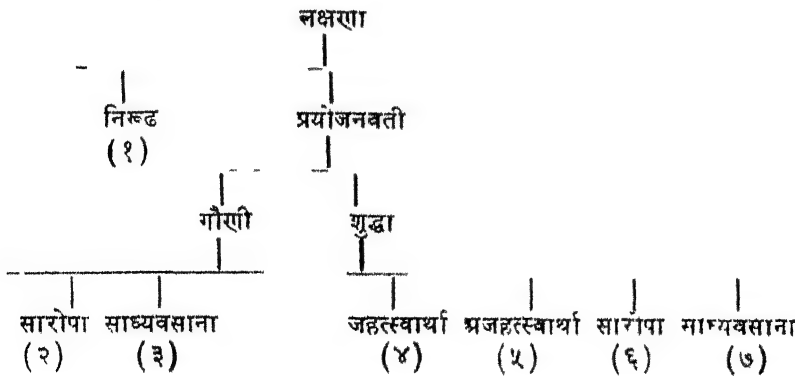 लक्षणा
निरूढ प्रयोजनवती
(१)
गौणी शुद्धा
सारोपा साध्यवसाना जहत्स्वार्था अजहत्स्वार्था सारोपा साध्यवसाना
(२) (३) (४) (५) (६) (७)